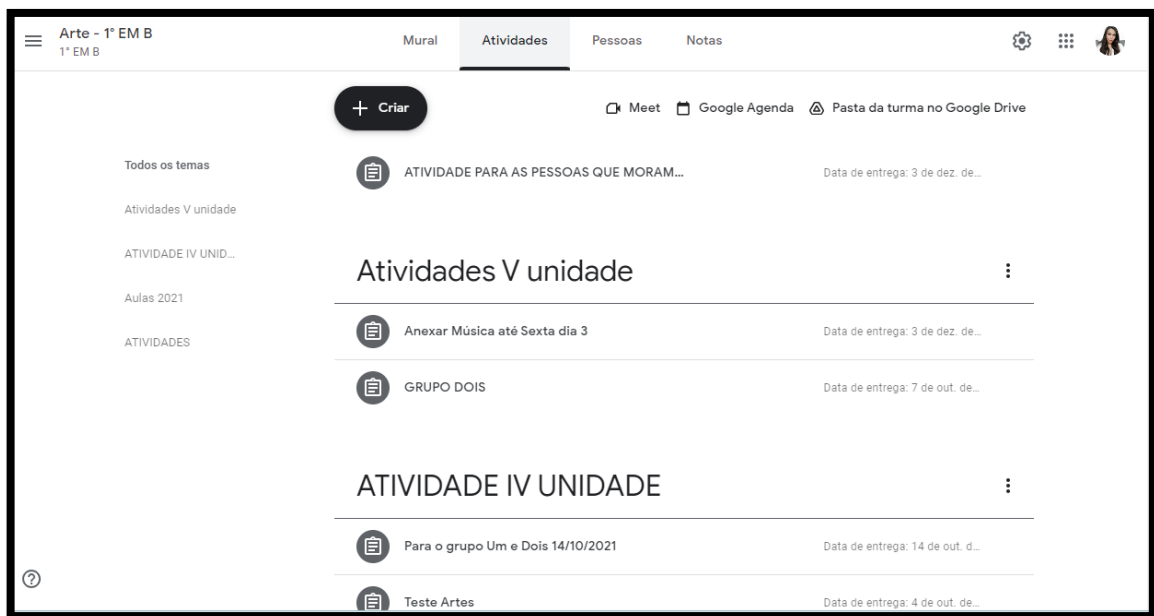 Arte - 1° EM B
1° EM B
Mural Atividades Pessoas Notas
+ Criar
Meet Google Agenda Pasta da turma no Google Drive
Todos os temas
Atividades V unidade
ATIVIDADE IV UNID...
Aulas 2021
ATIVIDADES
ATIVIDADE PARA AS PESSOAS QUE MORAM... Data de entrega: 3 de dez. de...
Atividades V unidade
Anexar Música até Sexta dia 3 Data de entrega: 3 de dez. de...
GRUPO DOIS Data de entrega: 7 de out. de...
ATIVIDADE IV UNIDADE
Para o grupo Um e Dois 14/10/2021 Data de entrega: 14 de out. d...
Teste Artes Data de entrega: 4 de out. de...